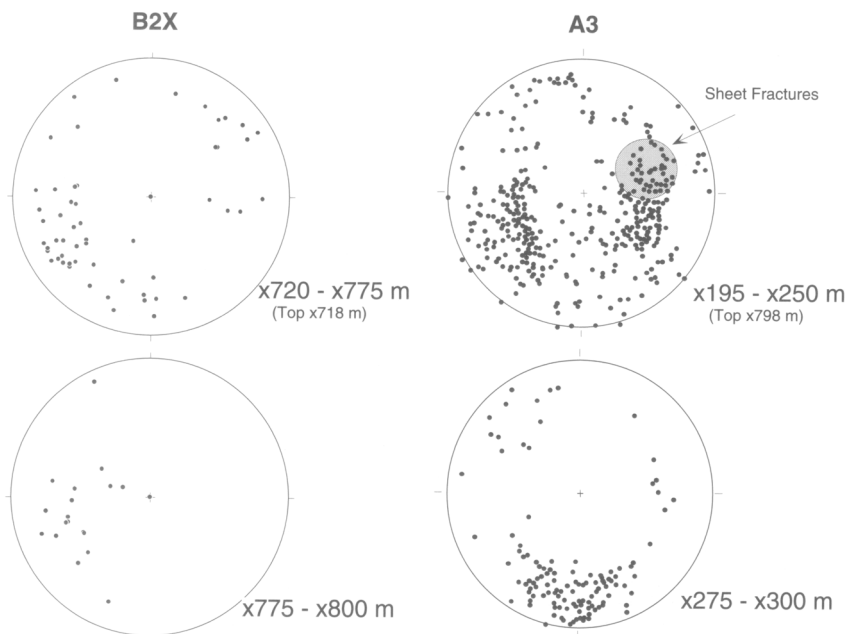 B2X
A3
Sheet Fractures
x720 - x775 m
(Top x718 m)
x195 - x250 m
(Top x798 m)
x775 - x800 m
x275 - x300 m